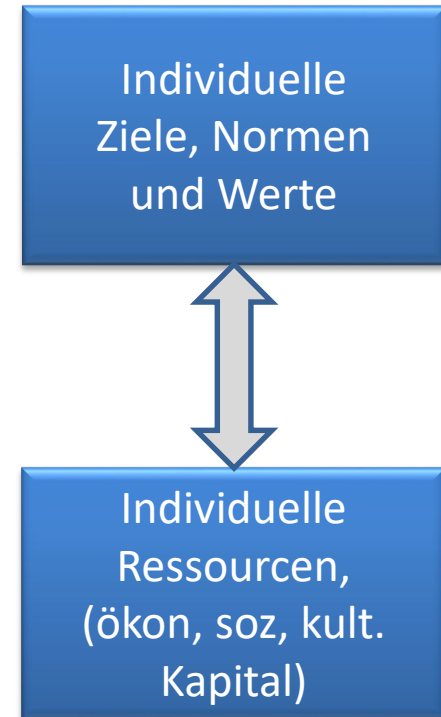 Individuelle
Ziele, Normen
und Werte
Individuelle
Ressourcen,
(ökon, soz, kult.
Kapital)